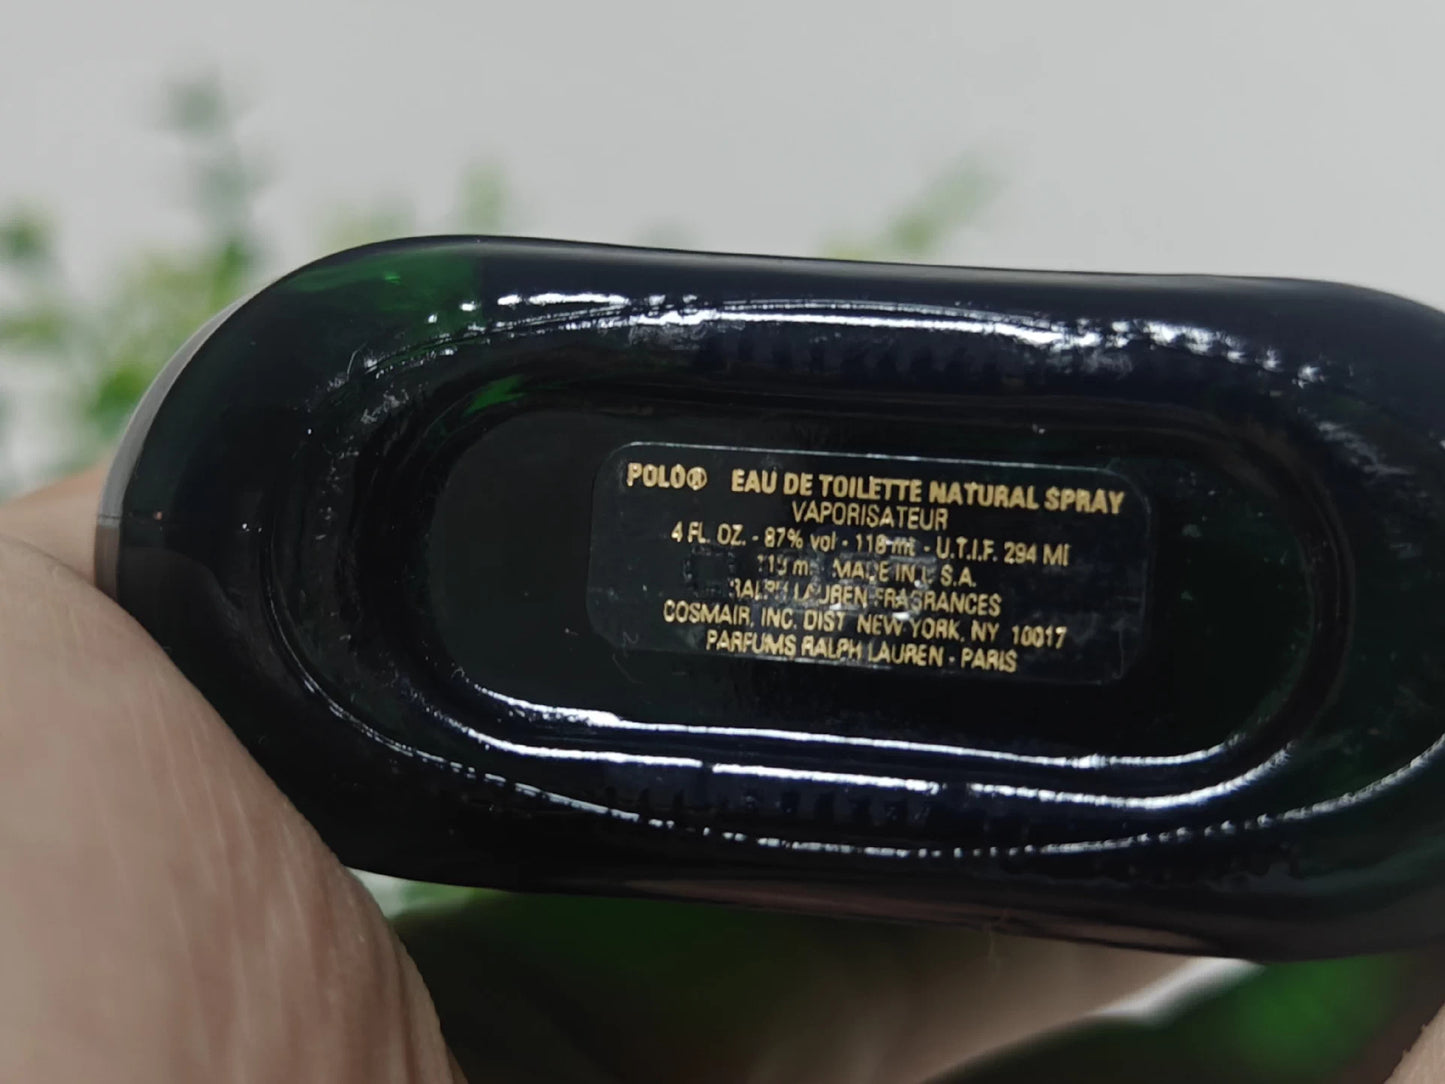 POLO® EAU DE TOILETTE NATURAL SPRAY
VAPORISATEUR
4 FL. OZ. - 87% vol - 118 ml - U.T.I.F. 294 MI
MADE IN U.S.A.
RALPH LAUREN FRAGRANCES
COSMAIR, INC. DIST. NEW YORK, NY 10017
PARFUMS RALPH LAUREN - PARIS